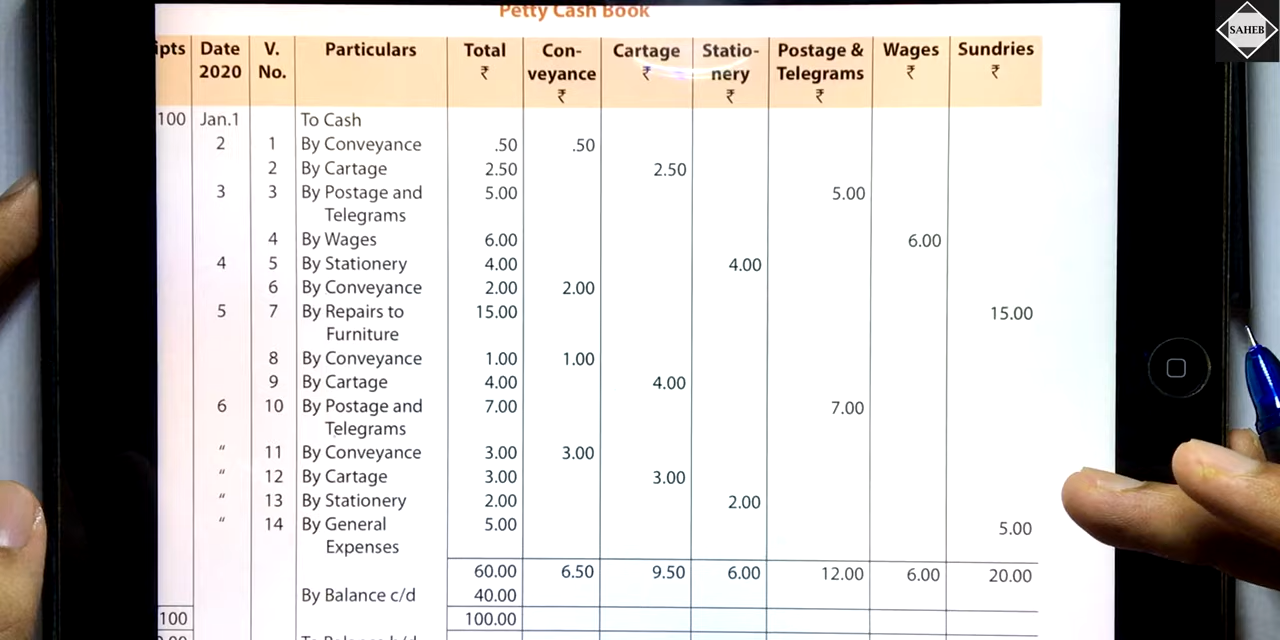 SAHEB
Petty Cash Book
ipts Date V. Particulars Total Con- Cartage Statio- Postage & Wages Sundries
2020 No. ₹ veyance ₹ nery Telegrams ₹ ₹
₹ ₹ ₹
100 Jan.1 To Cash
2 1 By Conveyance .50 .50
2 By Cartage 2.50 2.50
3 3 By Postage and 5.00 5.00
Telegrams
4 By Wages 6.00 6.00
4 5 By Stationery 4.00 4.00
6 By Conveyance 2.00 2.00
5 7 By Repairs to 15.00 15.00
Furniture
8 By Conveyance 1.00 1.00
9 By Cartage 4.00 4.00
6 10 By Postage and 7.00 7.00
Telegrams
“ 11 By Conveyance 3.00 3.00
“ 12 By Cartage 3.00 3.00
“ 13 By Stationery 2.00 2.00
“ 14 By General 5.00 5.00
Expenses
60.00 6.50 9.50 6.00 12.00 6.00 20.00
By Balance c/d 40.00
100 100.00